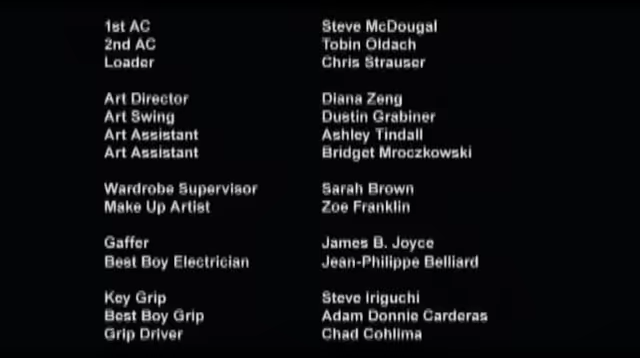 1st AC Steve McDougal
2nd AC Tobin Oldach
Loader Chris Strauser
Art Director Diana Zeng
Art Swing Dustin Grabiner
Art Assistant Ashley Tindall
Art Assistant Bridget Mroczkowski
Wardrobe Supervisor Sarah Brown
Make Up Artist Zoe Franklin
Gaffer James B. Joyce
Best Boy Electrician Jean-Philippe Belliard
Key Grip Steve Iriguchi
Best Boy Grip Adam Donnie Carderas
Grip Driver Chad Cohlima